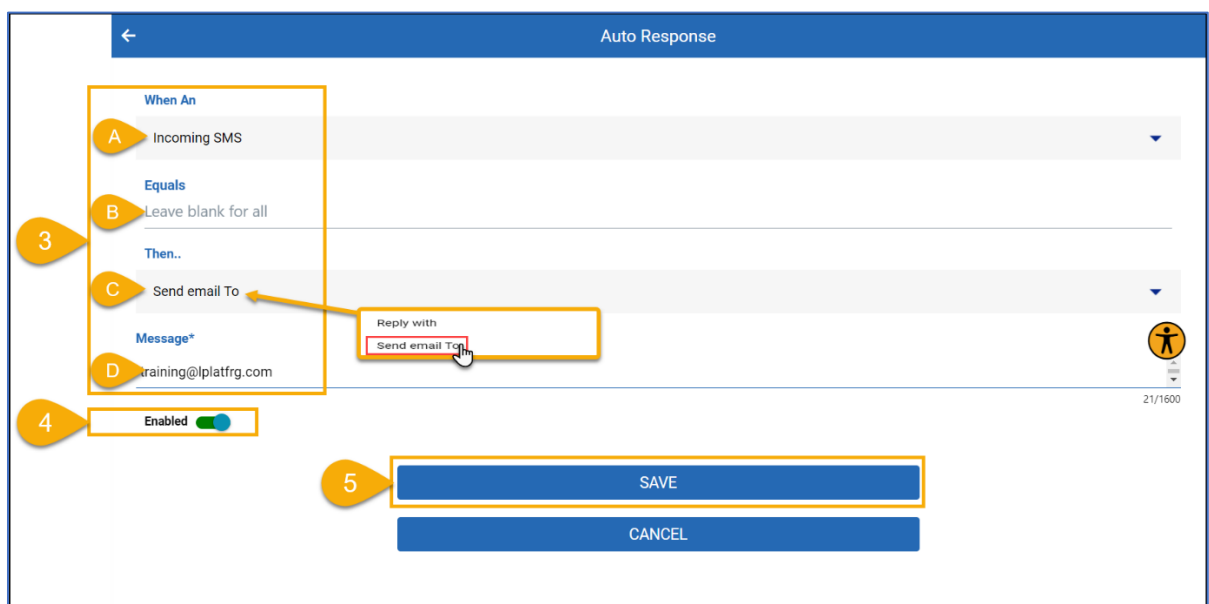 Auto Response
When An
A
Incoming SMS
Equals
B
Leave blank for all
3
Then..
C
Send email To
Reply with
Send email To
Message*
D
training@lplatfrg.com
21/1600
4
Enabled
5
SAVE
CANCEL